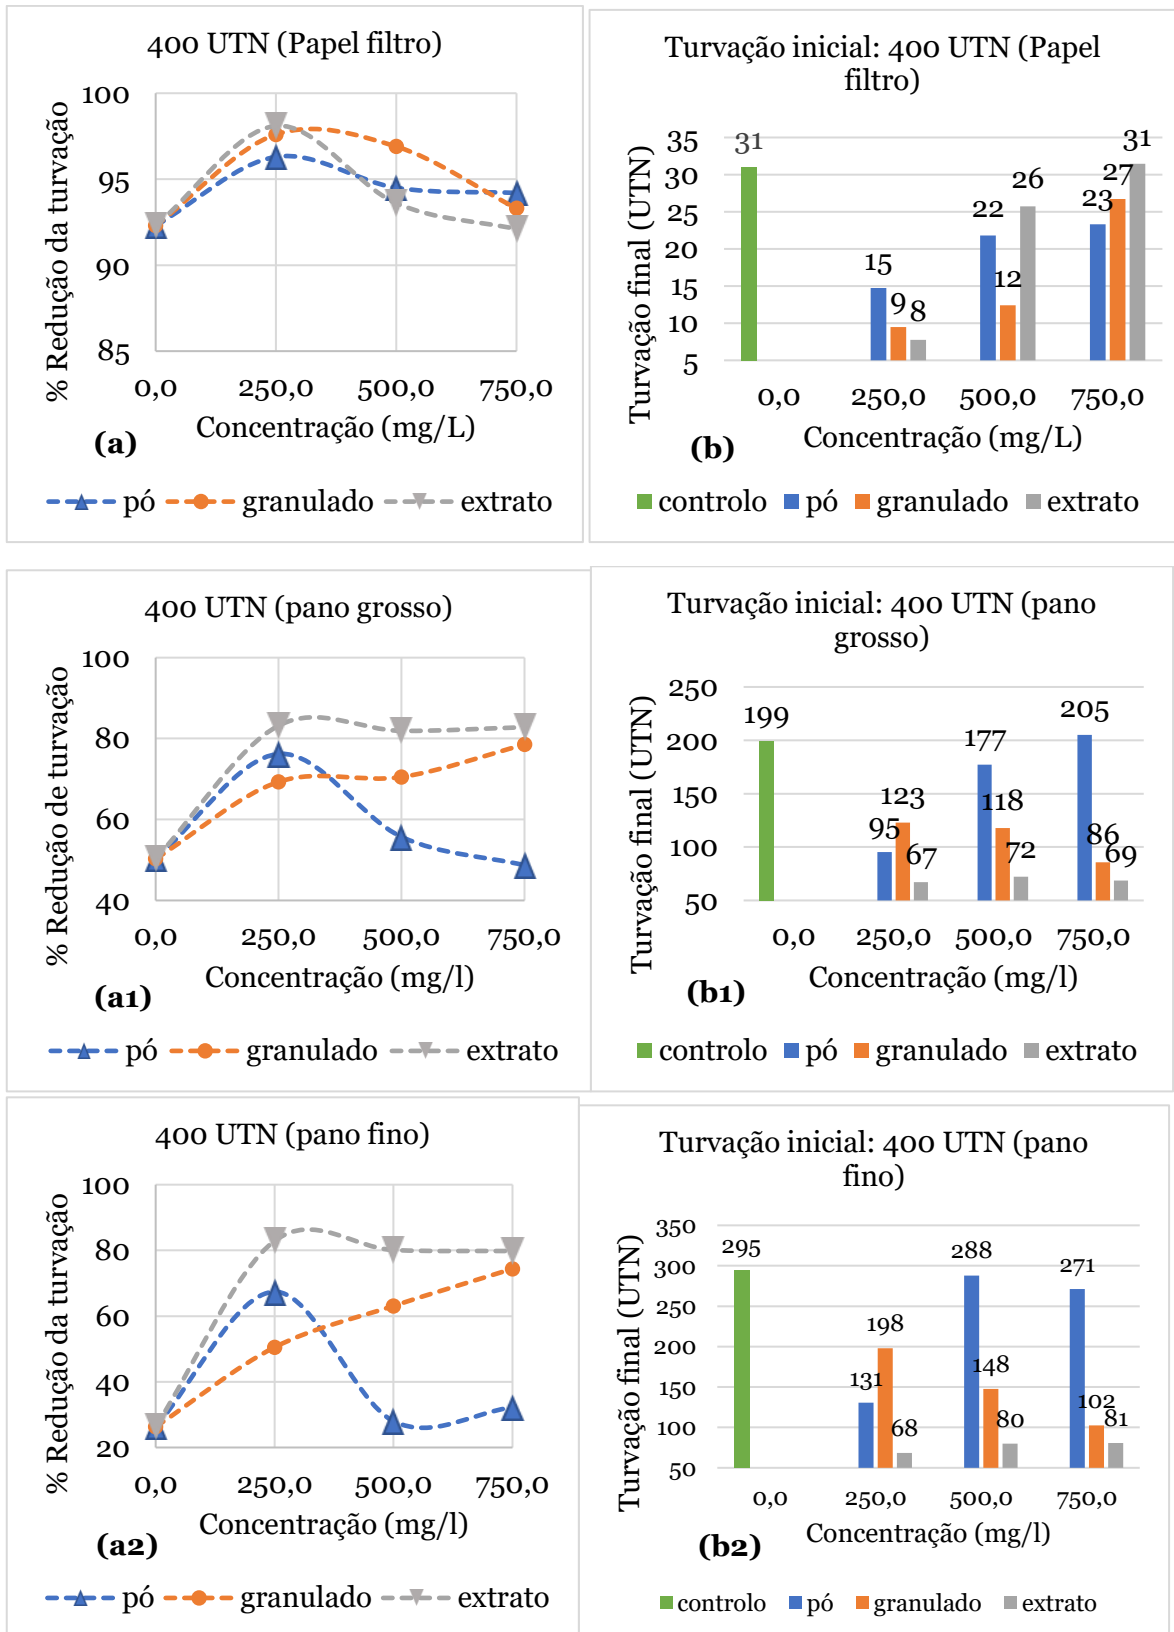 400 UTN (Papel filtro)
% Redução da turvação
100
95
90
85
0,0 250,0 500,0 750,0
Concentração (mg/L)
(a)
pó granulado extrato
Turvação inicial: 400 UTN (Papel
filtro)
Turvação final (UTN)
35
30
25
20
15
10
5
31
15
9
8
22
12
26
23
27
31
0,0 250,0 500,0 750,0
Concentração (mg/L)
(b)
controlo pó granulado extrato
400 UTN (pano grosso)
% Redução de turvação
100
80
60
40
0,0 250,0 500,0 750,0
Concentração (mg/l)
(a1)
pó granulado extrato
Turvação inicial: 400 UTN (pano
grosso)
Turvação final (UTN)
250
200
150
100
50
199
95
123
67
177
118
72
205
86
69
0,0 250,0 500,0 750,0
Concentração (mg/l)
(b1)
controlo pó granulado extrato
400 UTN (pano fino)
% Redução da turvação
100
80
60
40
20
0,0 250,0 500,0 750,0
Concentração (mg/l)
(a2)
pó granulado extrato
Turvação inicial: 400 UTN (pano
fino)
Turvação final (UTN)
350
300
250
200
150
100
50
295
131
198
68
288
148
80
271
102
81
0,0 250,0 500,0 750,0
Concentração (mg/l)
(b2)
controlo pó granulado extrato